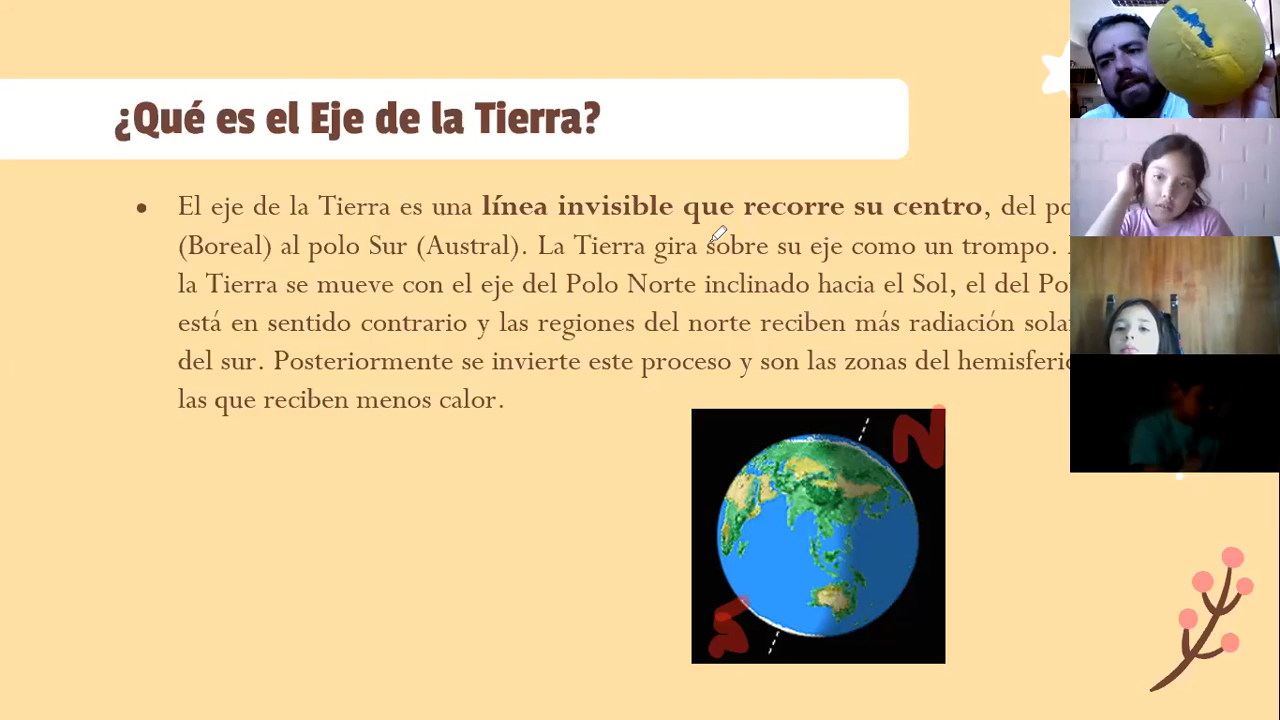 ¿Qué es el Eje de la Tierra?
El eje de la Tierra es una línea invisible que recorre su centro, del
(Boreal) al polo Sur (Austral). La Tierra gira sobre su eje como un trompo.
la Tierra se mueve con el eje del Polo Norte inclinado hacia el Sol, el del
está en sentido contrario y las regiones del norte reciben más radiación
del sur. Posteriormente se invierte este proceso y son las zonas del
las que reciben menos calor.
N
S